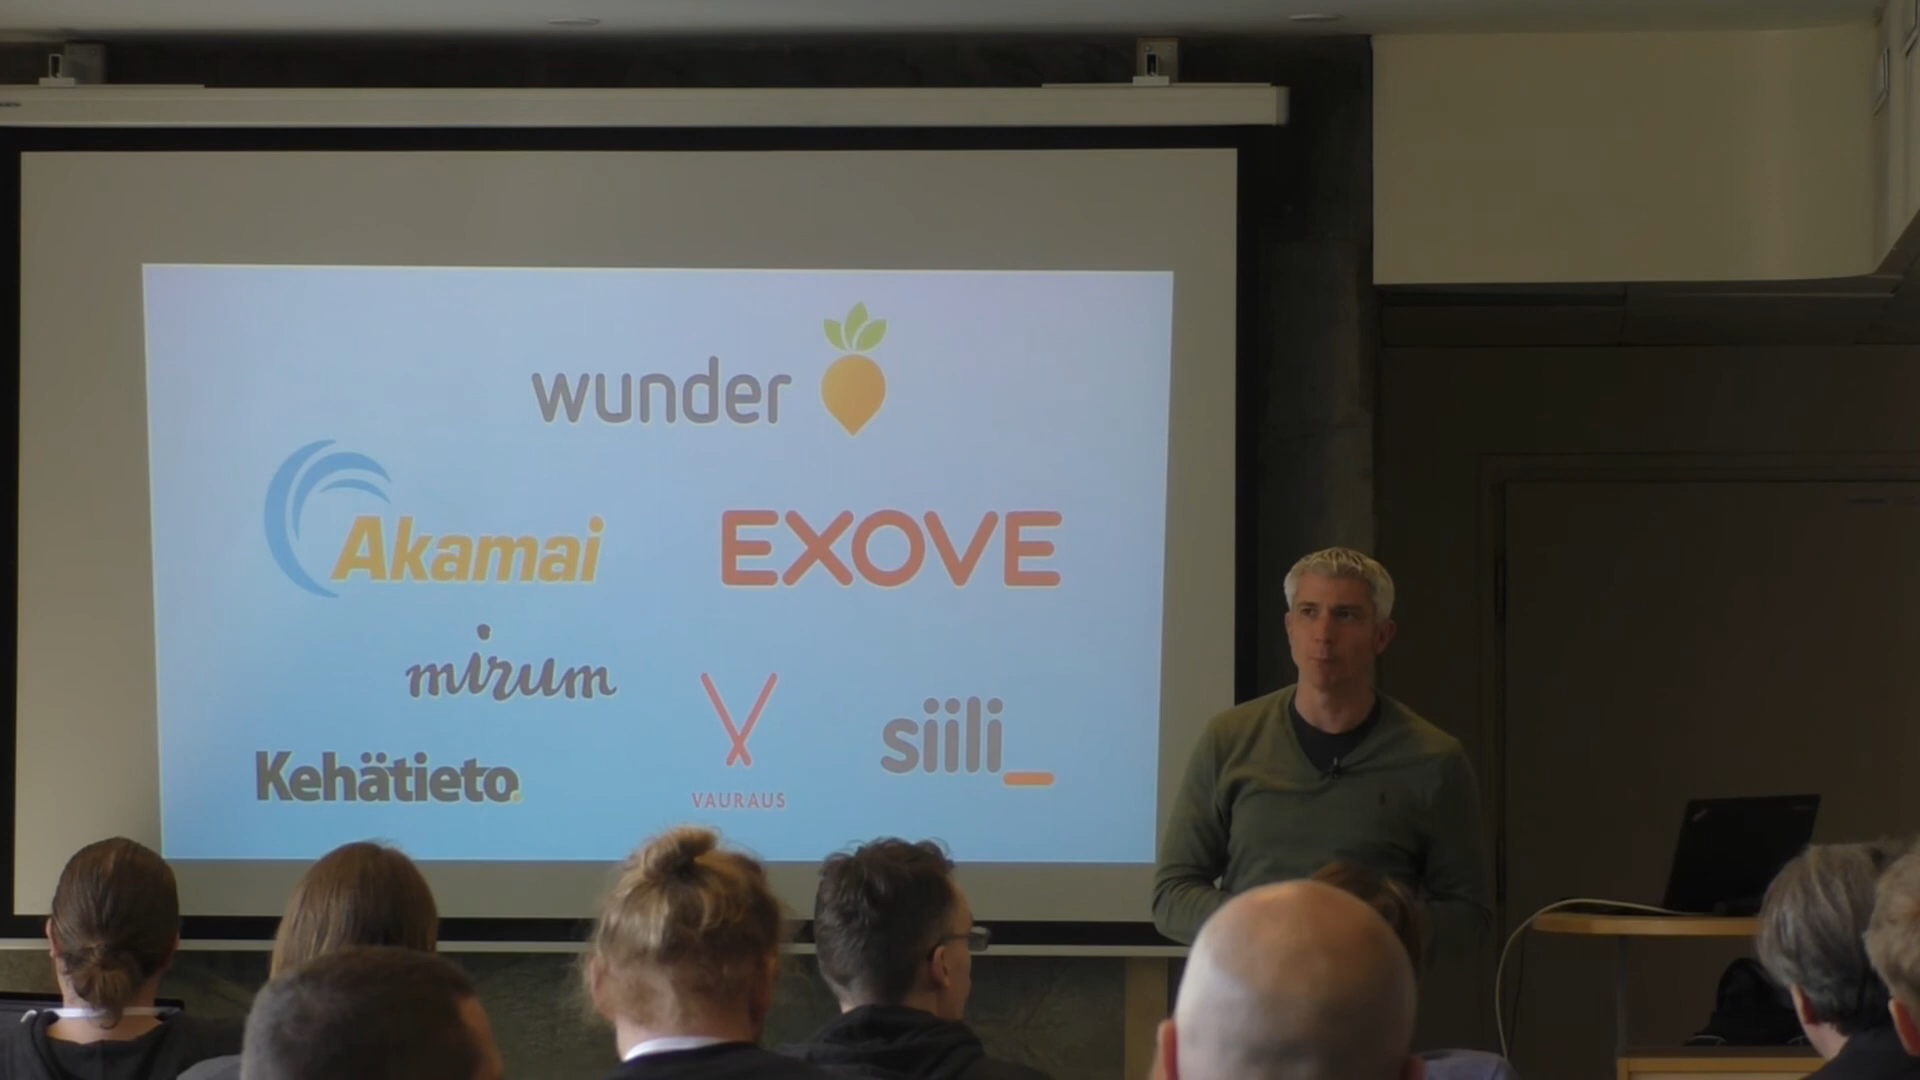 wunder
Akamai
EXOVE
mirum
Kehätieto
VAURAUS
siili_